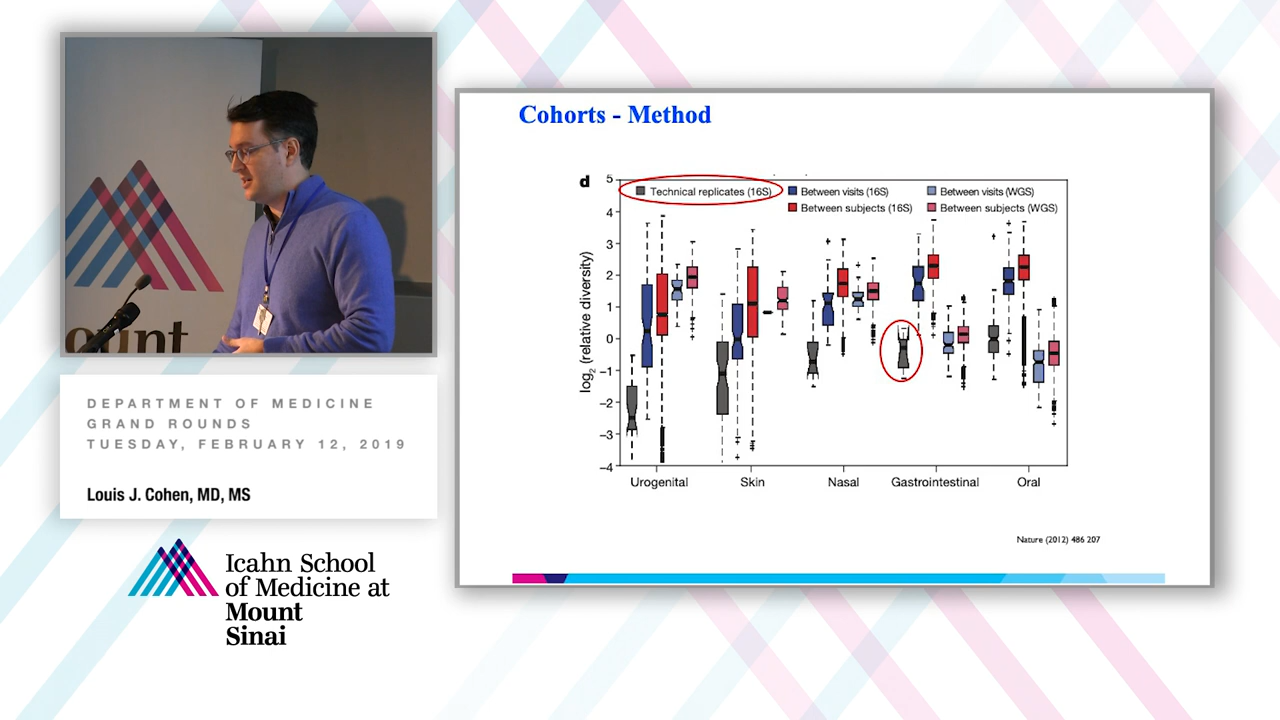 ount
DEPARTMENT OF MEDICINE
GRAND ROUNDS
TUESDAY, FEBRUARY 12, 2019
Louis J. Cohen, MD, MS
Icahn School
of Medicine at
Mount
Sinai
Cohorts - Method
d
Technical replicates (16S)
Between visits (16S)
Between visits (WGS)
Between subjects (16S)
Between subjects (WGS)
log2 (relative diversity)
5
4
3
2
1
0
−1
−2
−3
−4
Urogenital
Skin
Nasal
Gastrointestinal
Oral
Nature (2012) 486 207